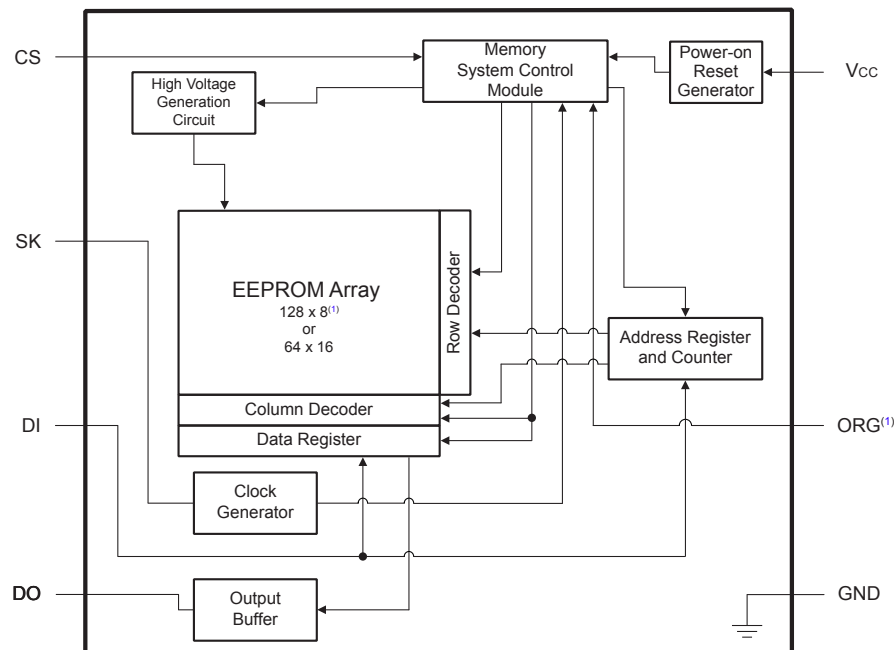 CS
Memory
System Control
Module
Power-on
Reset
Generator
Vcc
High Voltage
Generation
Circuit
SK
EEPROM Array
128 x 8(1)
or
64 x 16
Row Decoder
Address Register
and Counter
Column Decoder
DI
Data Register
ORG(1)
Clock
Generator
DO
Output
Buffer
GND